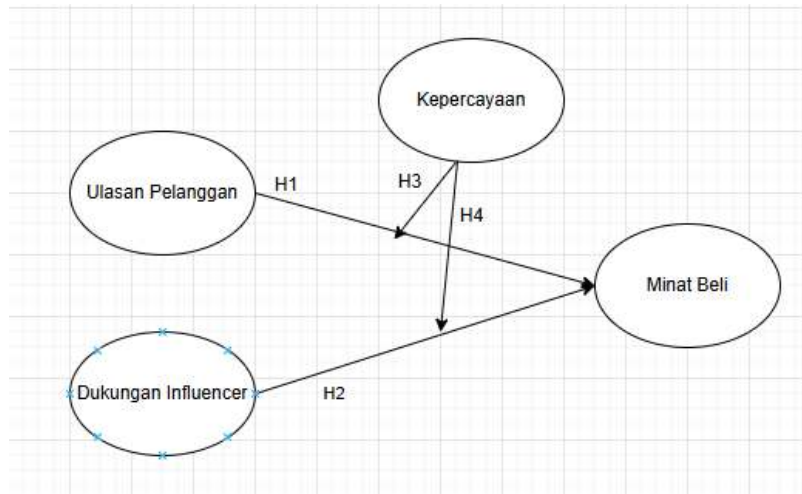 Kepercayaan
Ulasan Pelanggan
H1
H3
H4
Minat Beli
Dukungan Influencer
H2